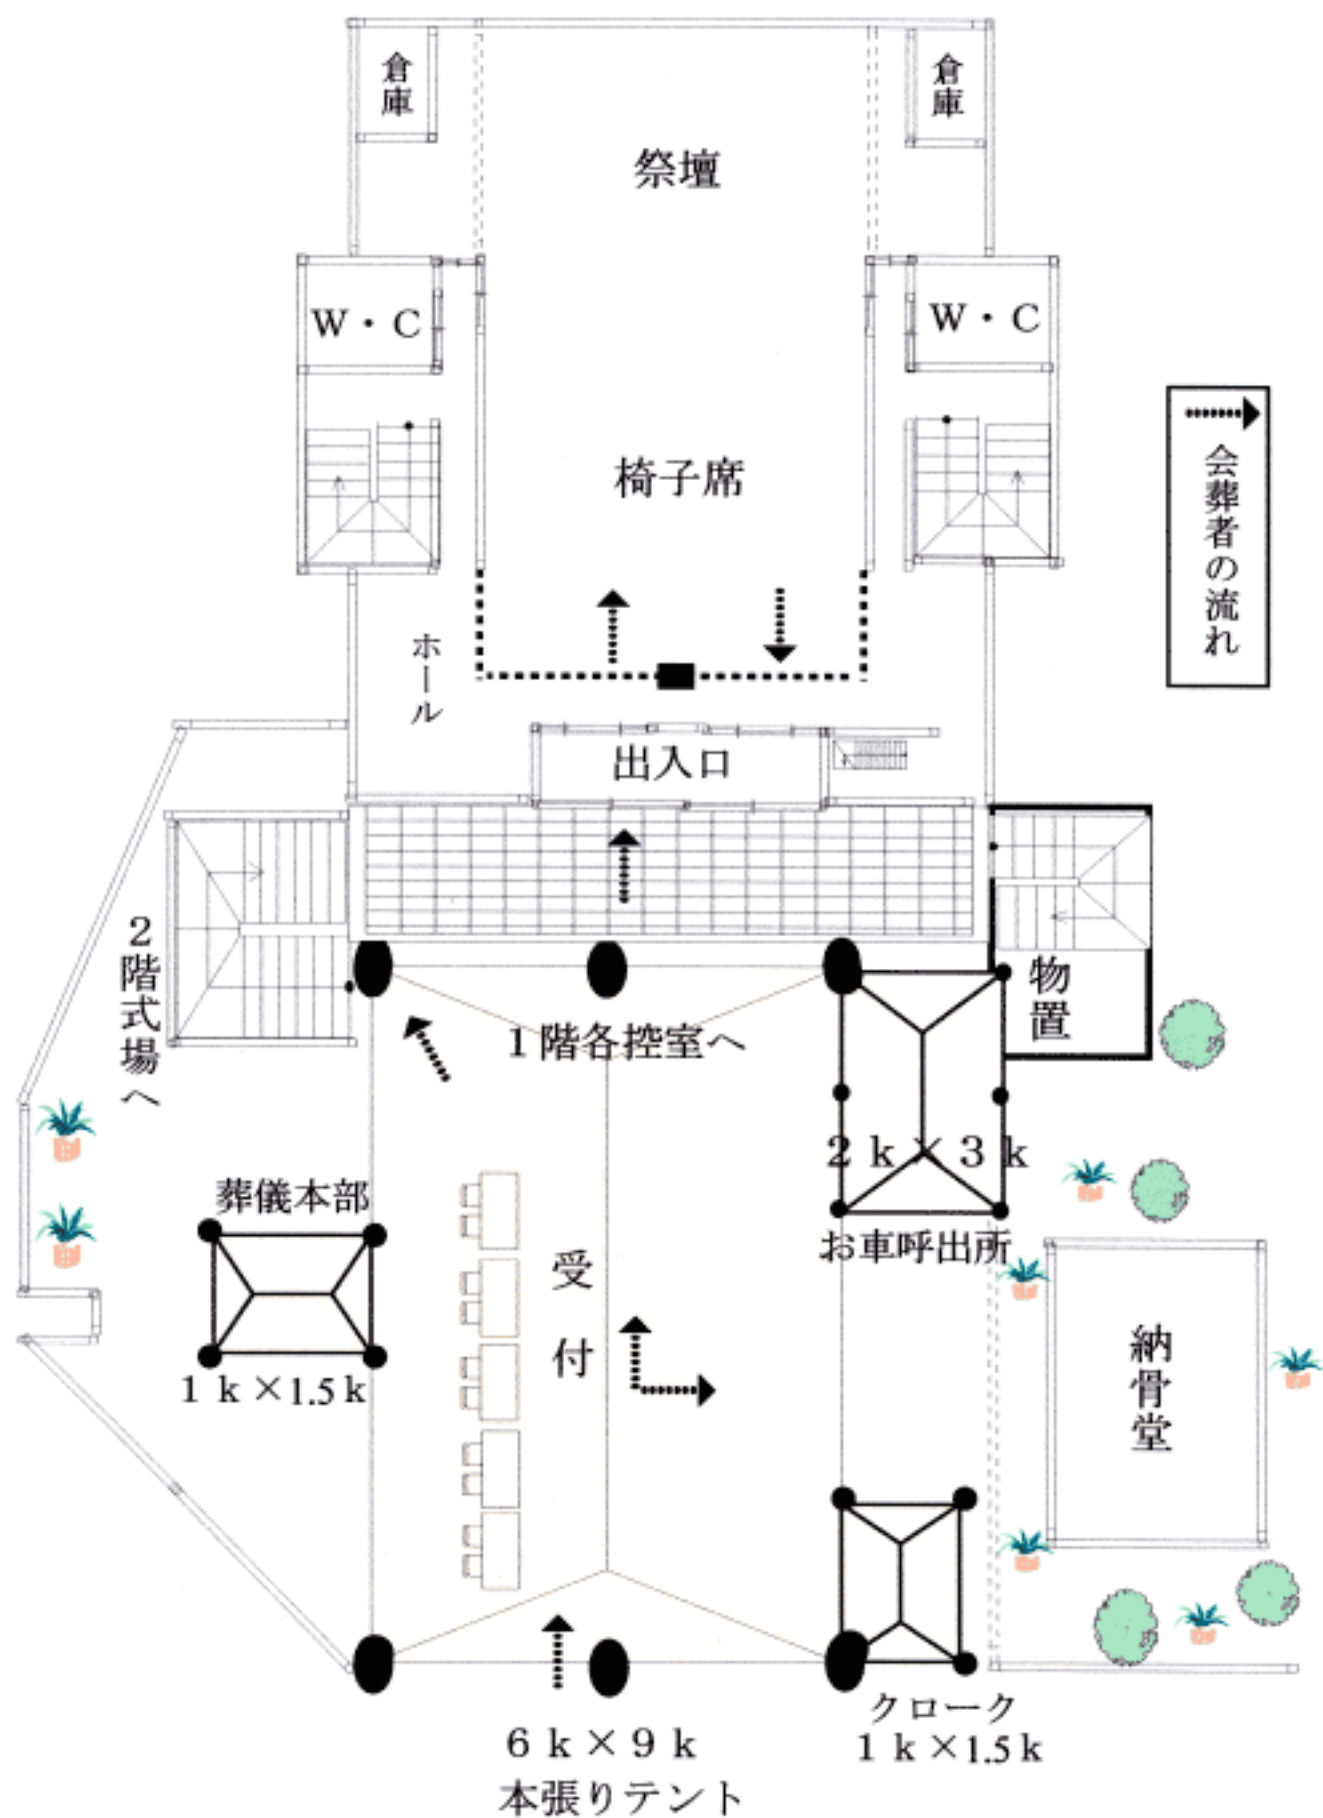 倉庫
倉庫
祭壇
W・C
W・C
椅子席
会葬者の流れ
ホール
出入口
2階式場へ
物置
1階各控室へ
2k×3k
お車呼出所
葬儀本部
1k×1.5k
受付
納骨堂
クローク
1k×1.5k
6k×9k
本張りテント